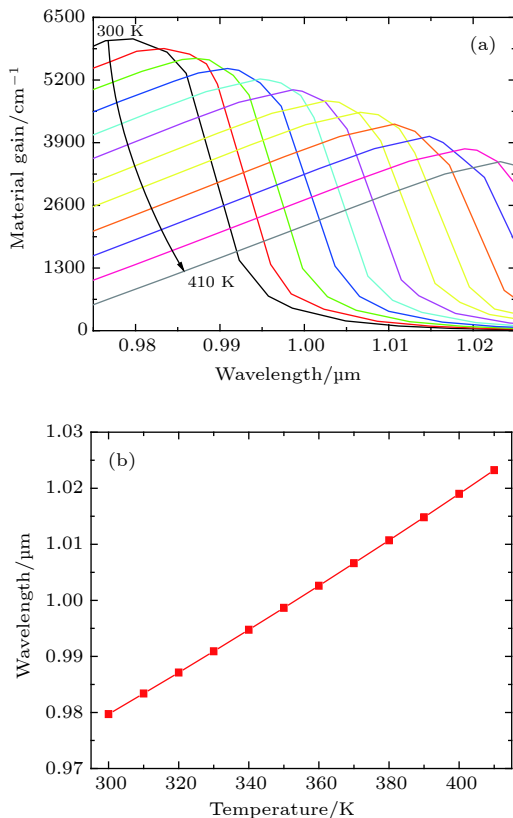 6500
5200
3900
2600
1300
0
Material gain/cm⁻¹
300 K
(a)
410 K
0.98 0.99 1.00 1.01 1.02
Wavelength/μm
1.03
1.02
1.01
1.00
0.99
0.98
0.97
Wavelength/μm
(b)
300 320 340 360 380 400
Temperature/K